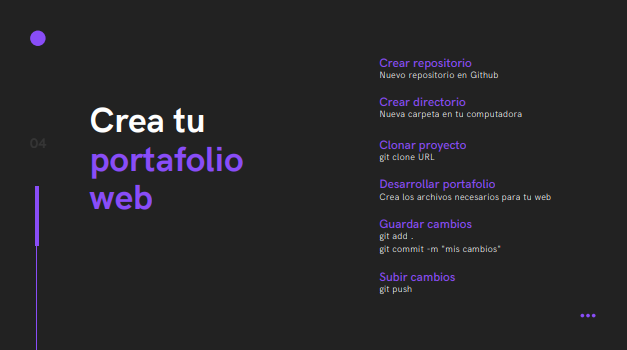 04
Crea tu
portafolio
web
Crear repositorio
Nuevo repositorio en Github
Crear directorio
Nueva carpeta en tu computadora
Clonar proyecto
git clone URL
Desarrollar portafolio
Crea los archivos necesarios para tu web
Guardar cambios
git add .
git commit -m "mis cambios"
Subir cambios
git push